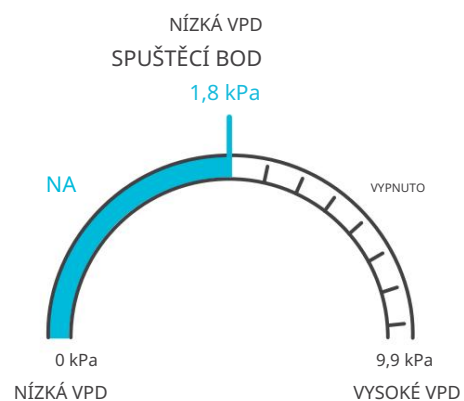 NÍZKÁ VPD
SPUŠTĚCÍ BOD
1,8 kPa
NA
VYPNUTO
0 kPa
9,9 kPa
NÍZKÁ VPD
VYSOKÉ VPD